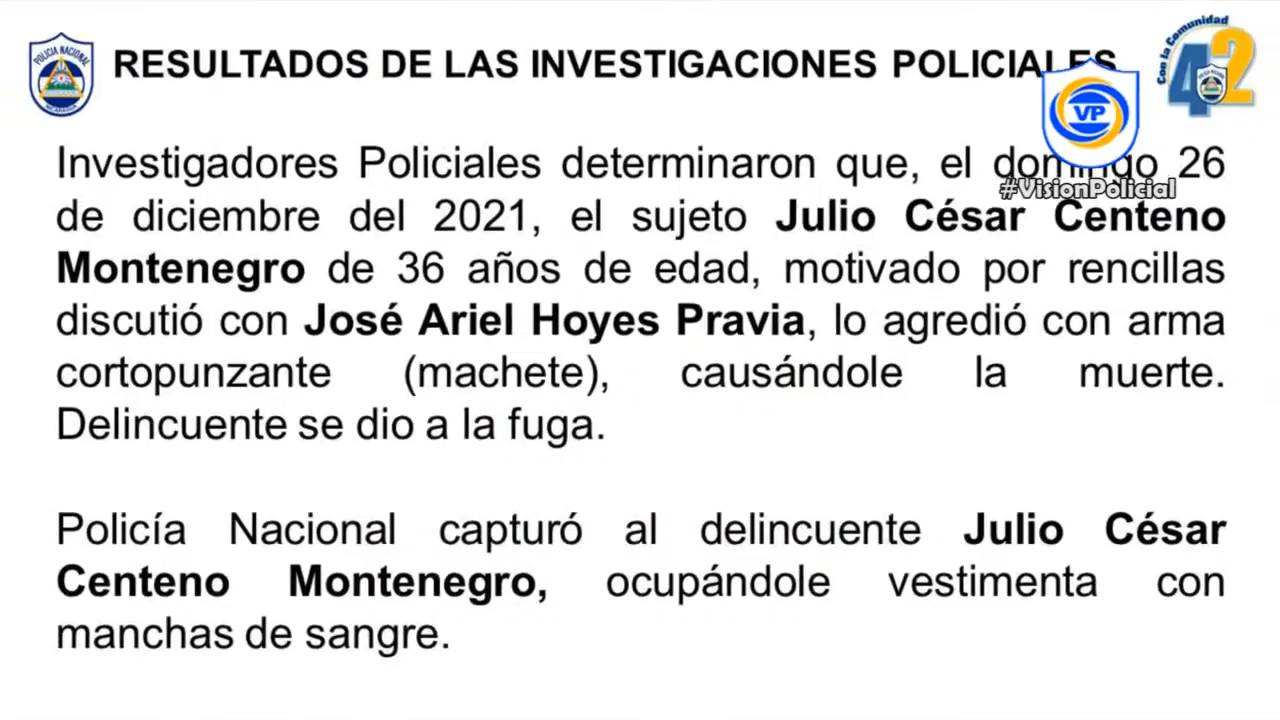 RESULTADOS DE LAS INVESTIGACIONES POLICIALES
POLICIA NACIONAL
NICARAGUA
Con la Comunidad
42
VP
#VisionPolicial
Investigadores Policiales determinaron que, el domingo 26
de diciembre del 2021, el sujeto Julio César Centeno
Montenegro de 36 años de edad, motivado por rencillas
discutió con José Ariel Hoyes Pravia, lo agredió con arma
cortopunzante (machete), causándole la muerte.
Delincuente se dio a la fuga.
Policía Nacional capturó al delincuente Julio César
Centeno Montenegro, ocupándole vestimenta con
manchas de sangre.